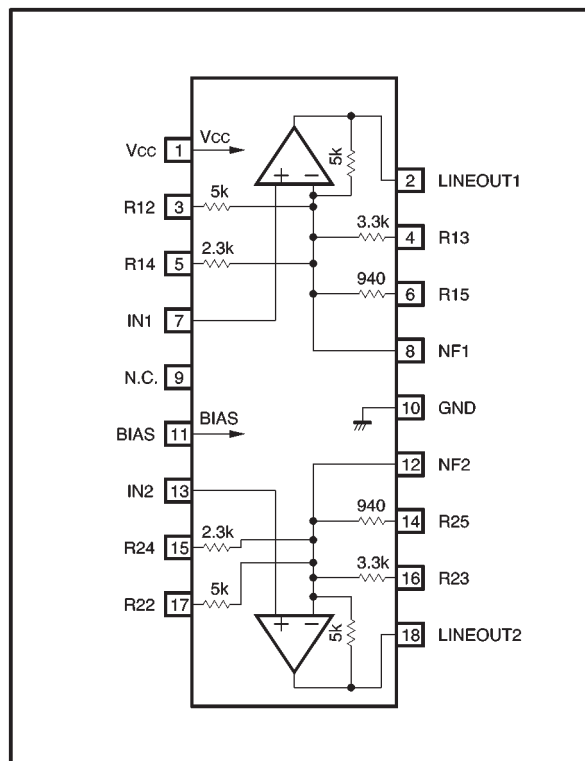 VCC 1 VCC
5k
2 LINEOUT1
R12 3 5k
3.3k
4 R13
R14 5 2.3k
940
6 R15
IN1 7
8 NF1
N.C. 9
10 GND
BIAS 11 BIAS
12 NF2
IN2 13
940
14 R25
R24 15 2.3k
3.3k
16 R23
R22 17 5k
5k
18 LINEOUT2
+ −
+ −